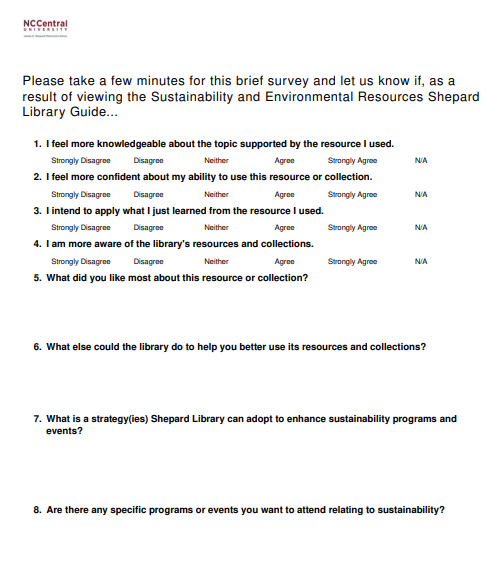 NCCentral
UNIVERSITY
Please take a few minutes for this brief survey and let us know if, as a
result of viewing the Sustainability and Environmental Resources Shepard
Library Guide...
1. I feel more knowledgeable about the topic supported by the resource I used.
Strongly Disagree Disagree Neither Agree Strongly Agree N/A
2. I feel more confident about my ability to use this resource or collection.
Strongly Disagree Disagree Neither Agree Strongly Agree N/A
3. I intend to apply what I just learned from the resource I used.
Strongly Disagree Disagree Neither Agree Strongly Agree N/A
4. I am more aware of the library's resources and collections.
Strongly Disagree Disagree Neither Agree Strongly Agree N/A
5. What did you like most about this resource or collection?
6. What else could the library do to help you better use its resources and collections?
7. What is a strategy(ies) Shepard Library can adopt to enhance sustainability programs and
events?
8. Are there any specific programs or events you want to attend relating to sustainability?